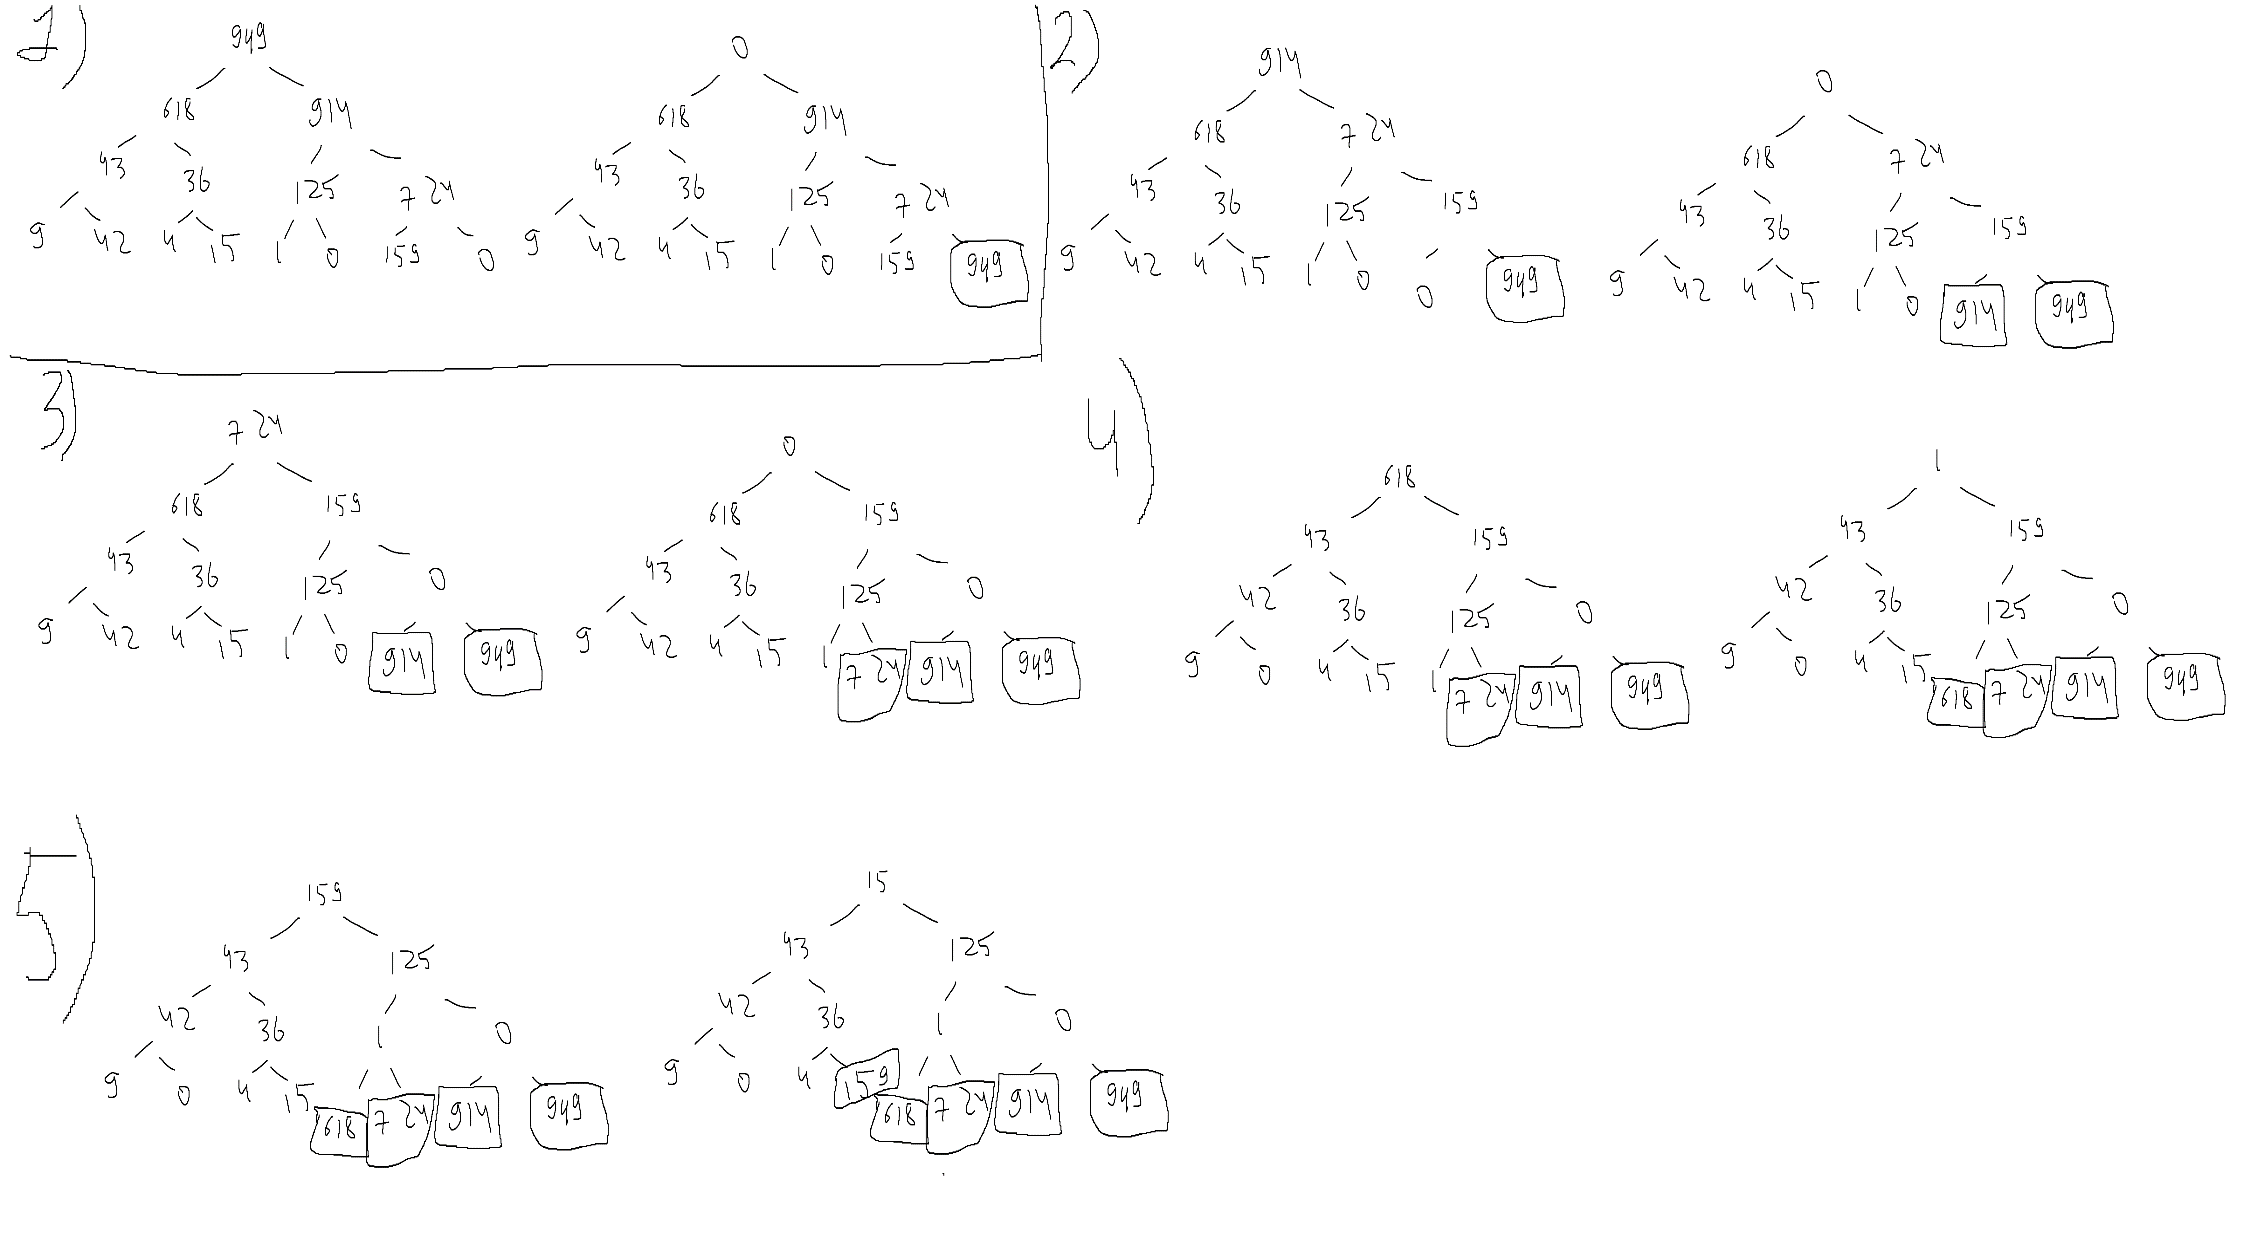 1)
949
618 914
43 36 125 724
9 42 4 15 1 0 159 0
0
618 914
43 36 125 724
9 42 4 15 1 0 159 949
2)
914
618 724
43 36 125 159
9 42 4 15 1 0 0 949
0
618 724
43 36 125 159
9 42 4 15 1 0 914 949
3)
724
618 159
43 36 125 0
9 42 4 15 1 0 914 949
0
618 159
43 36 125 0
9 42 4 15 1 724 914 949
4)
618
43 159
42 36 125 0
9 0 4 15 1 724 914 949
1
43 159
42 36 125 0
9 0 4 15 618 724 914 949
5)
159
43 125
42 36 1 0
9 0 4 15 618 724 914 949
15
43 125
42 36 1 0
9 0 4 159 618 724 914 949